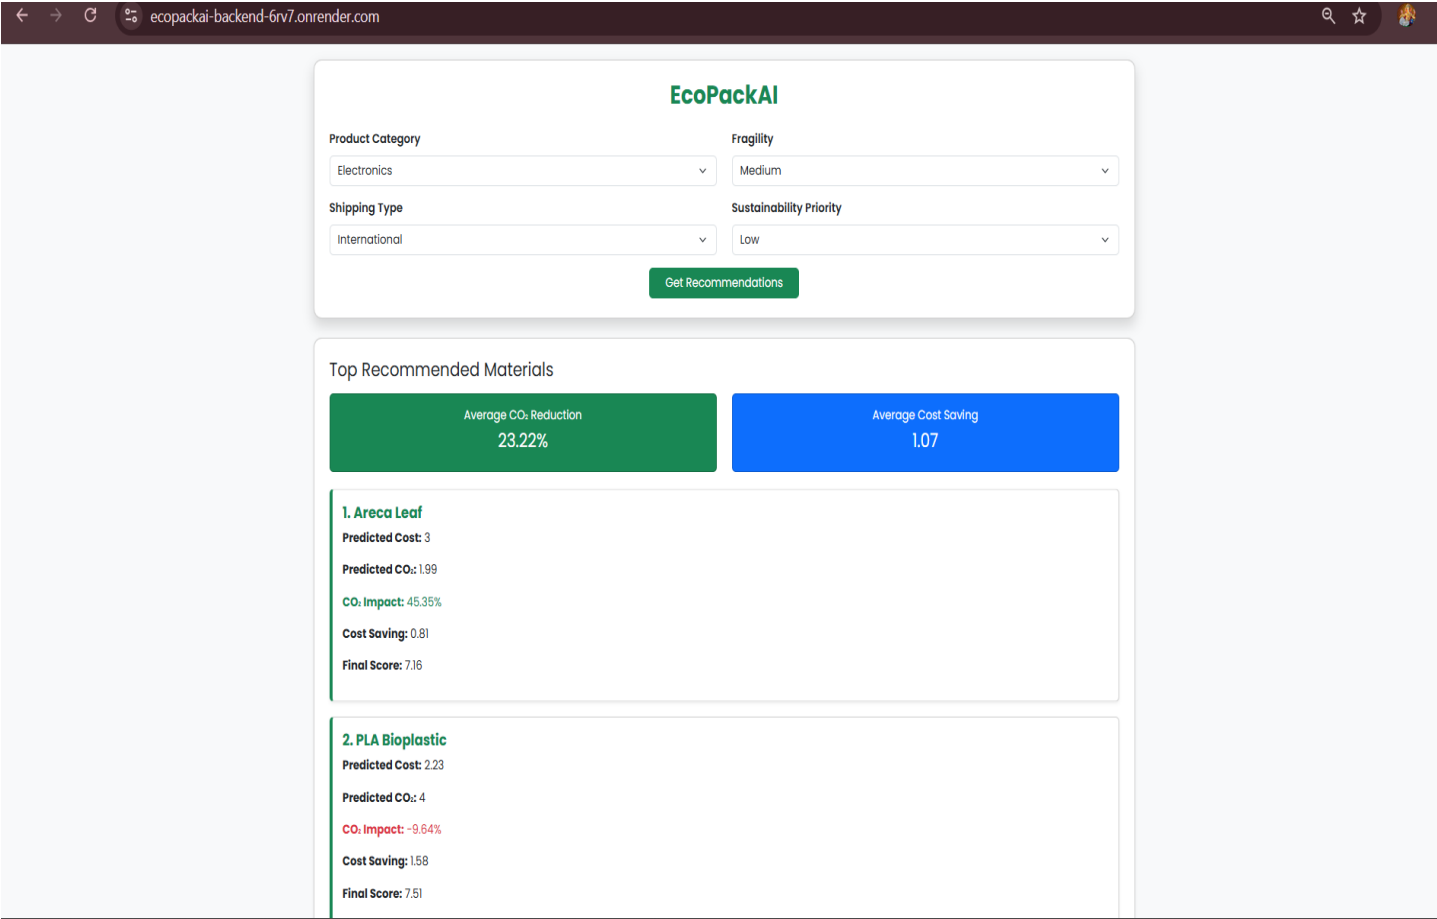 ecopackai-backend-6rv7.onrender.com
EcoPackAI
Product Category
Fragility
Electronics
Medium
Shipping Type
Sustainability Priority
International
Low
Get Recommendations
Top Recommended Materials
Average CO₂ Reduction
23.22%
Average Cost Saving
1.07
1. Areca Leaf
Predicted Cost: 3
Predicted CO₂: 1.99
CO₂ Impact: 45.35%
Cost Saving: 0.81
Final Score: 7.16
2. PLA Bioplastic
Predicted Cost: 2.23
Predicted CO₂: 4
CO₂ Impact: -9.64%
Cost Saving: 1.58
Final Score: 7.51